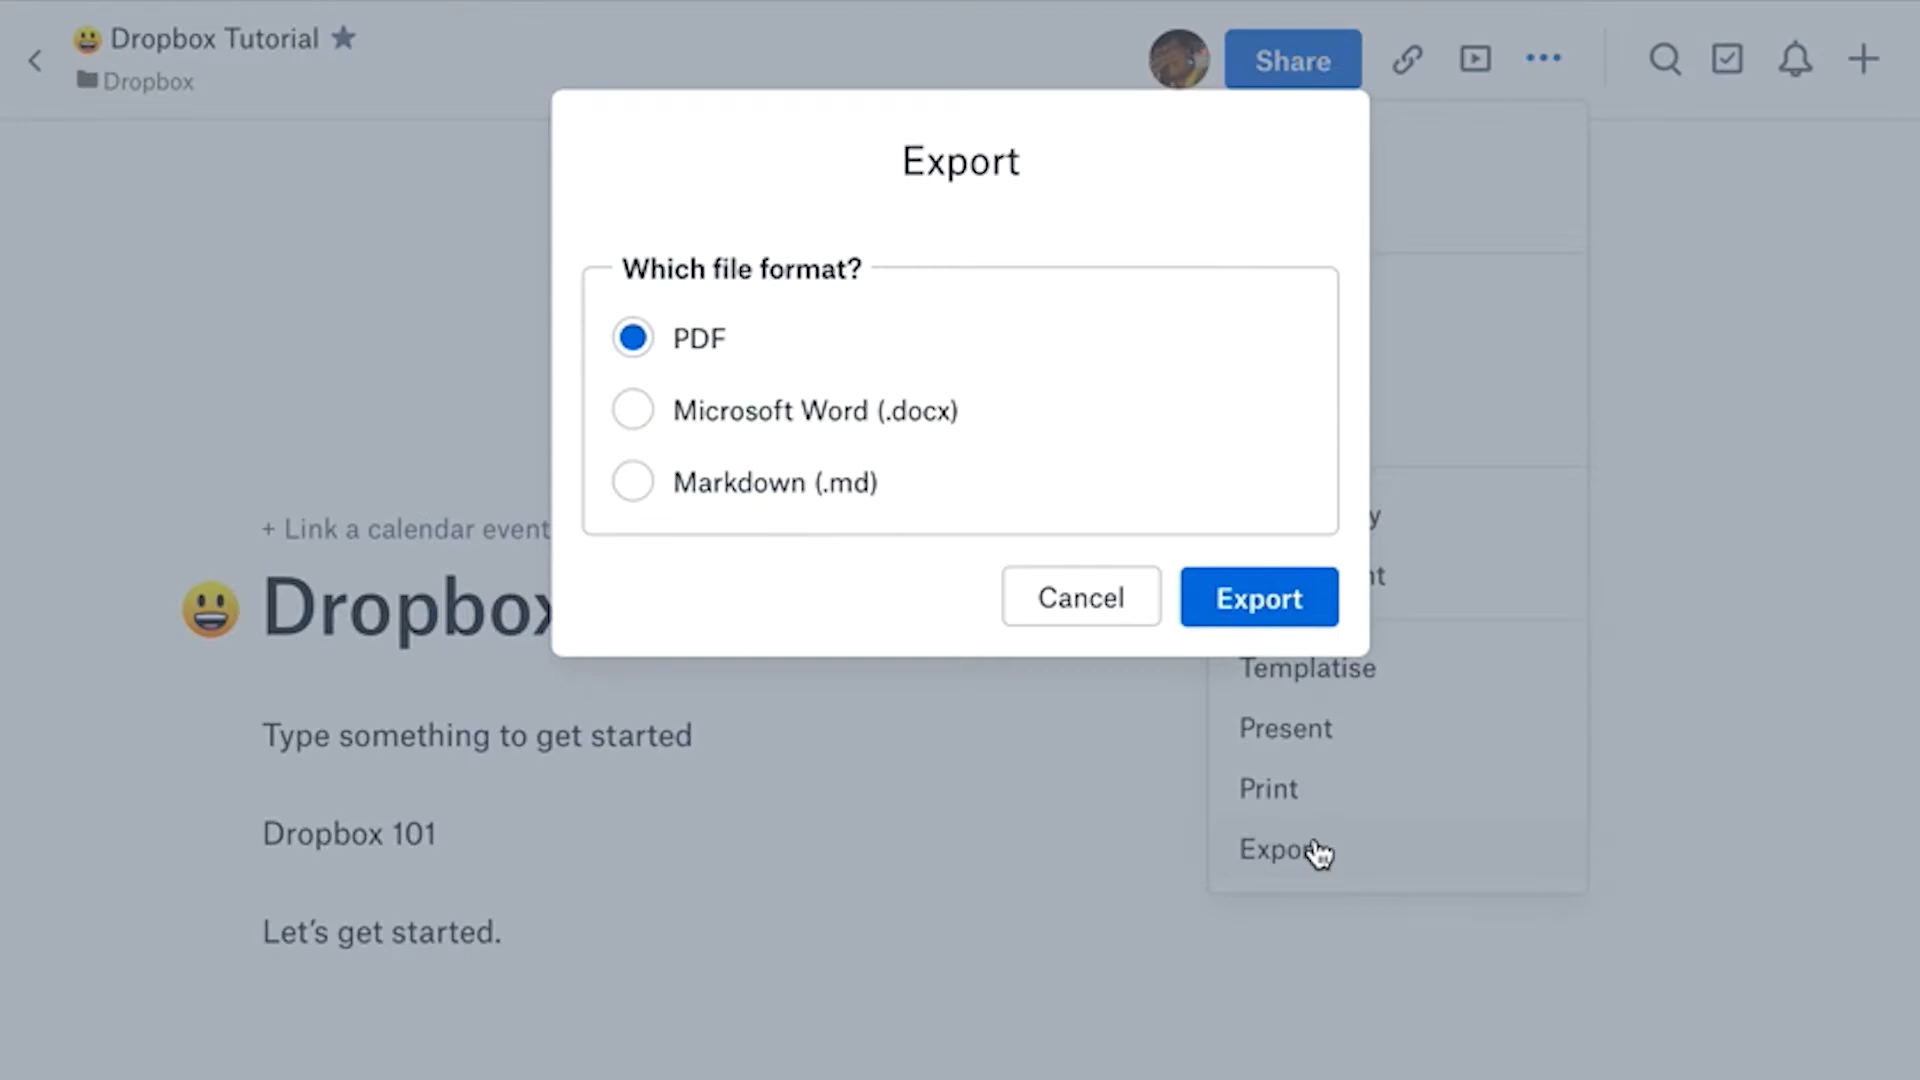 Dropbox Tutorial
Dropbox
Share
Export
Which file format?
PDF
Microsoft Word (.docx)
Markdown (.md)
Cancel
Export
+ Link a calendar event
Dropbox
Type something to get started
Dropbox 101
Let's get started.
Templatise
Present
Print